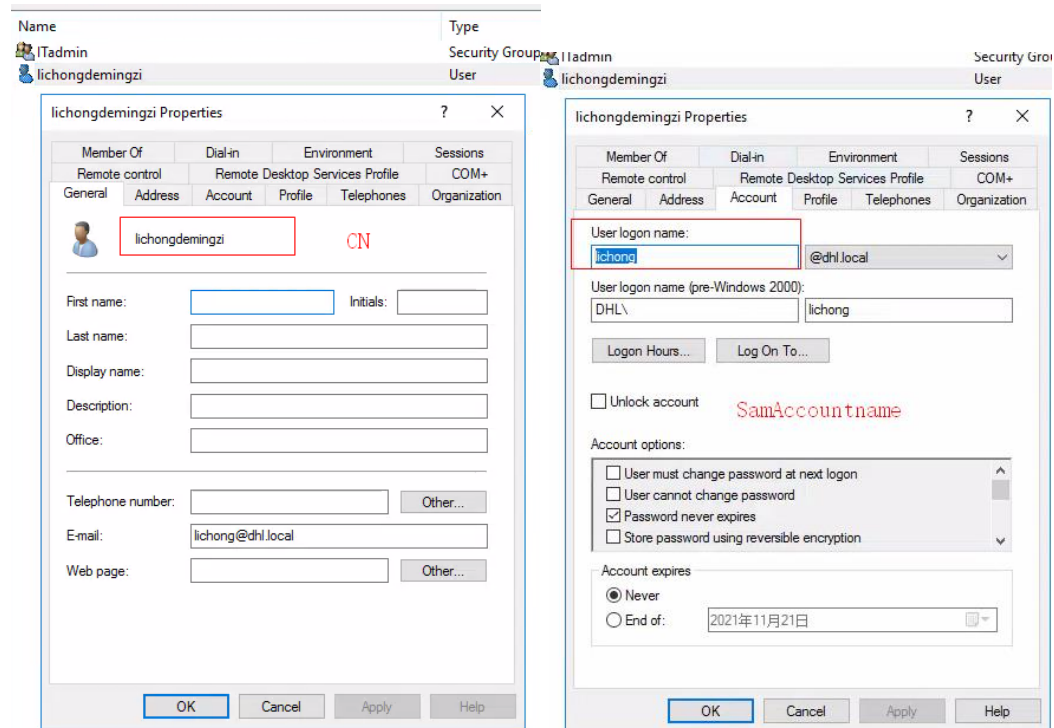 Name Type
ITadmin Security Group
lichongdemingzi User
lichongdemingzi Properties ?
Member Of Dial-in Environment Sessions
Remote control Remote Desktop Services Profile COM+
General Address Account Profile Telephones Organization
lichongdemingzi CN
First name: Initials:
Last name:
Display name:
Description:
Office:
Telephone number: Other...
E-mail: lichong@dhl.local
Web page: Other...
OK Cancel Apply Help
ITadmin Security Gro
lichongdemingzi User
lichongdemingzi Properties ?
Member Of Dial-in Environment Sessions
Remote control Remote Desktop Services Profile COM+
General Address Account Profile Telephones Organization
User logon name:
lichong @dhl.local
User logon name (pre-Windows 2000):
DHL\ lichong
Logon Hours... Log On To...
Unlock account
SamAccountname
Account options:
User must change password at next logon
User cannot change password
Password never expires
Store password using reversible encryption
Account expires
Never
End of: 2021年11月21日
OK Cancel Apply Help